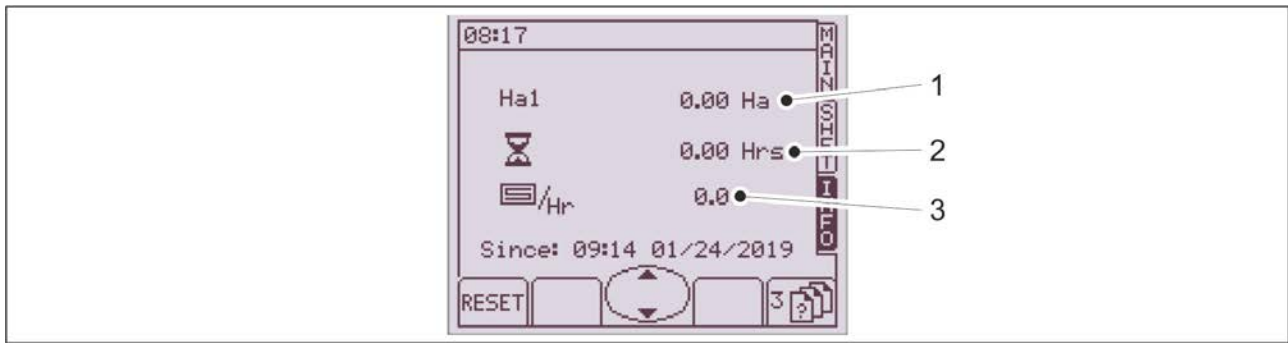 08:17
Ha1 0.00 Ha 1
0.00 Hrs 2
/Hr 0.0 3
Since: 09:14 01/24/2019
RESET 3 ?
MAIN SHFT INFO